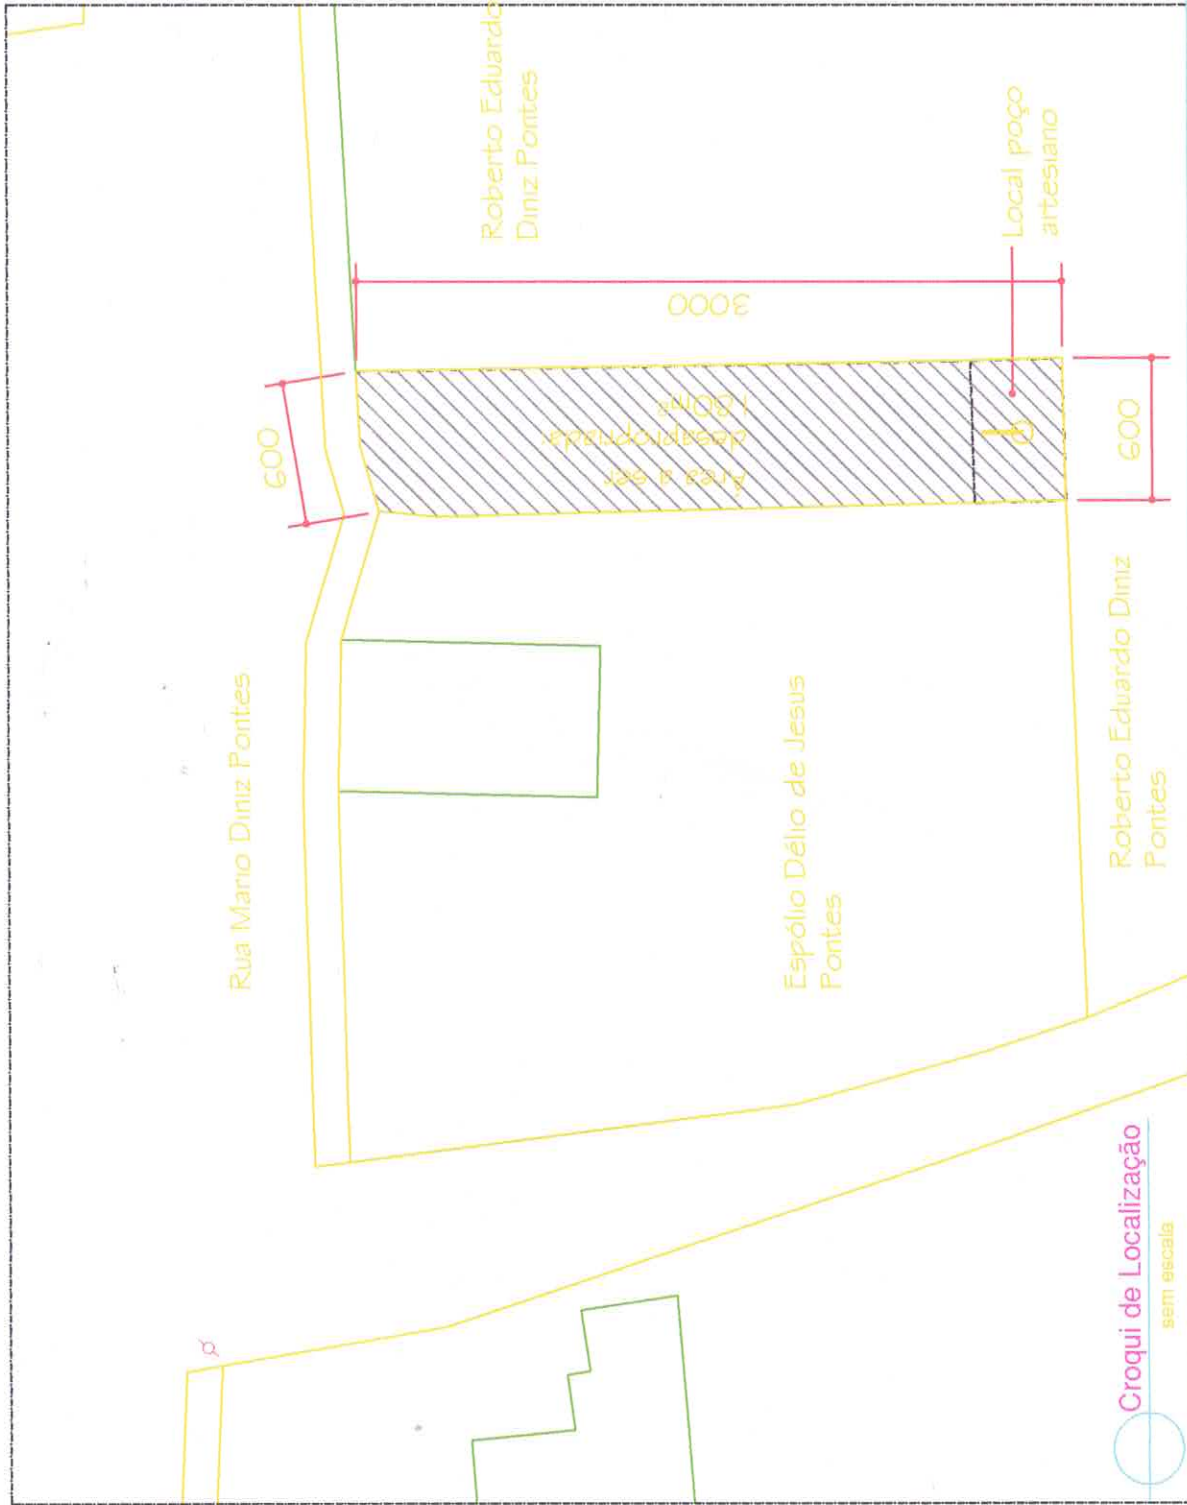 Rua Mario Diniz Pontes
600
Roberto Eduardo
Diniz Pontes
3000
Área a ser
desapropriada:
180m²
Local poço
artesiano
600
Espólio Délio de Jesus
Pontes
Roberto Eduardo Diniz
Pontes
Croqui de Localização
sem escala